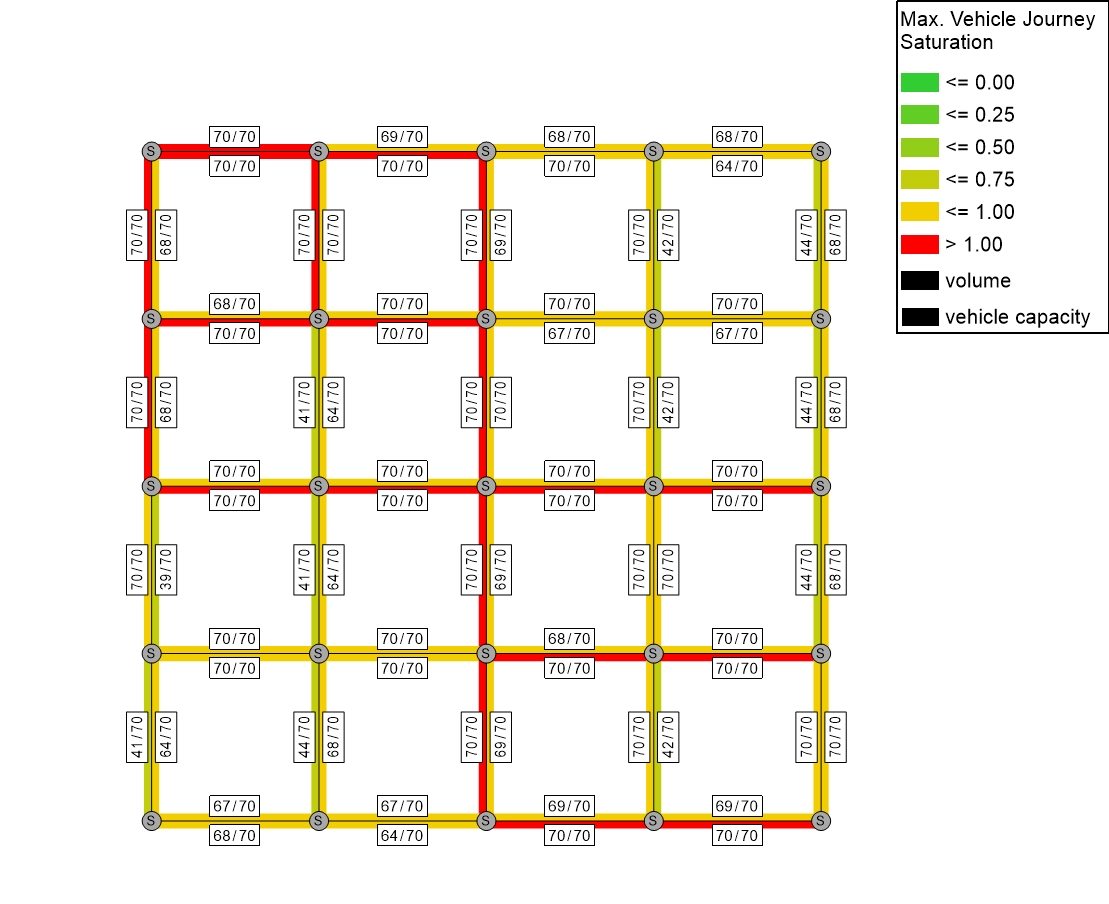 Max. Vehicle Journey
Saturation
<= 0.00
<= 0.25
<= 0.50
<= 0.75
<= 1.00
> 1.00
volume
vehicle capacity
70/70 69/70 68/70 68/70
S S S S S
70/70 70/70 70/70 64/70
70/70 68/70 70/70 70/70 70/70 69/70 70/70 42/70 44/70 68/70
68/70 70/70 70/70 70/70
S S S S S
70/70 70/70 67/70 67/70
70/70 68/70 41/70 64/70 70/70 70/70 70/70 42/70 44/70 68/70
70/70 70/70 70/70 70/70
S S S S S
70/70 70/70 70/70 70/70
70/70 39/70 41/70 64/70 70/70 69/70 70/70 70/70 44/70 68/70
70/70 70/70 68/70 70/70
S S S S S
70/70 70/70 70/70 70/70
41/70 64/70 44/70 68/70 70/70 69/70 70/70 42/70 70/70 70/70
67/70 67/70 69/70 69/70
S S S S S
68/70 64/70 70/70 70/70